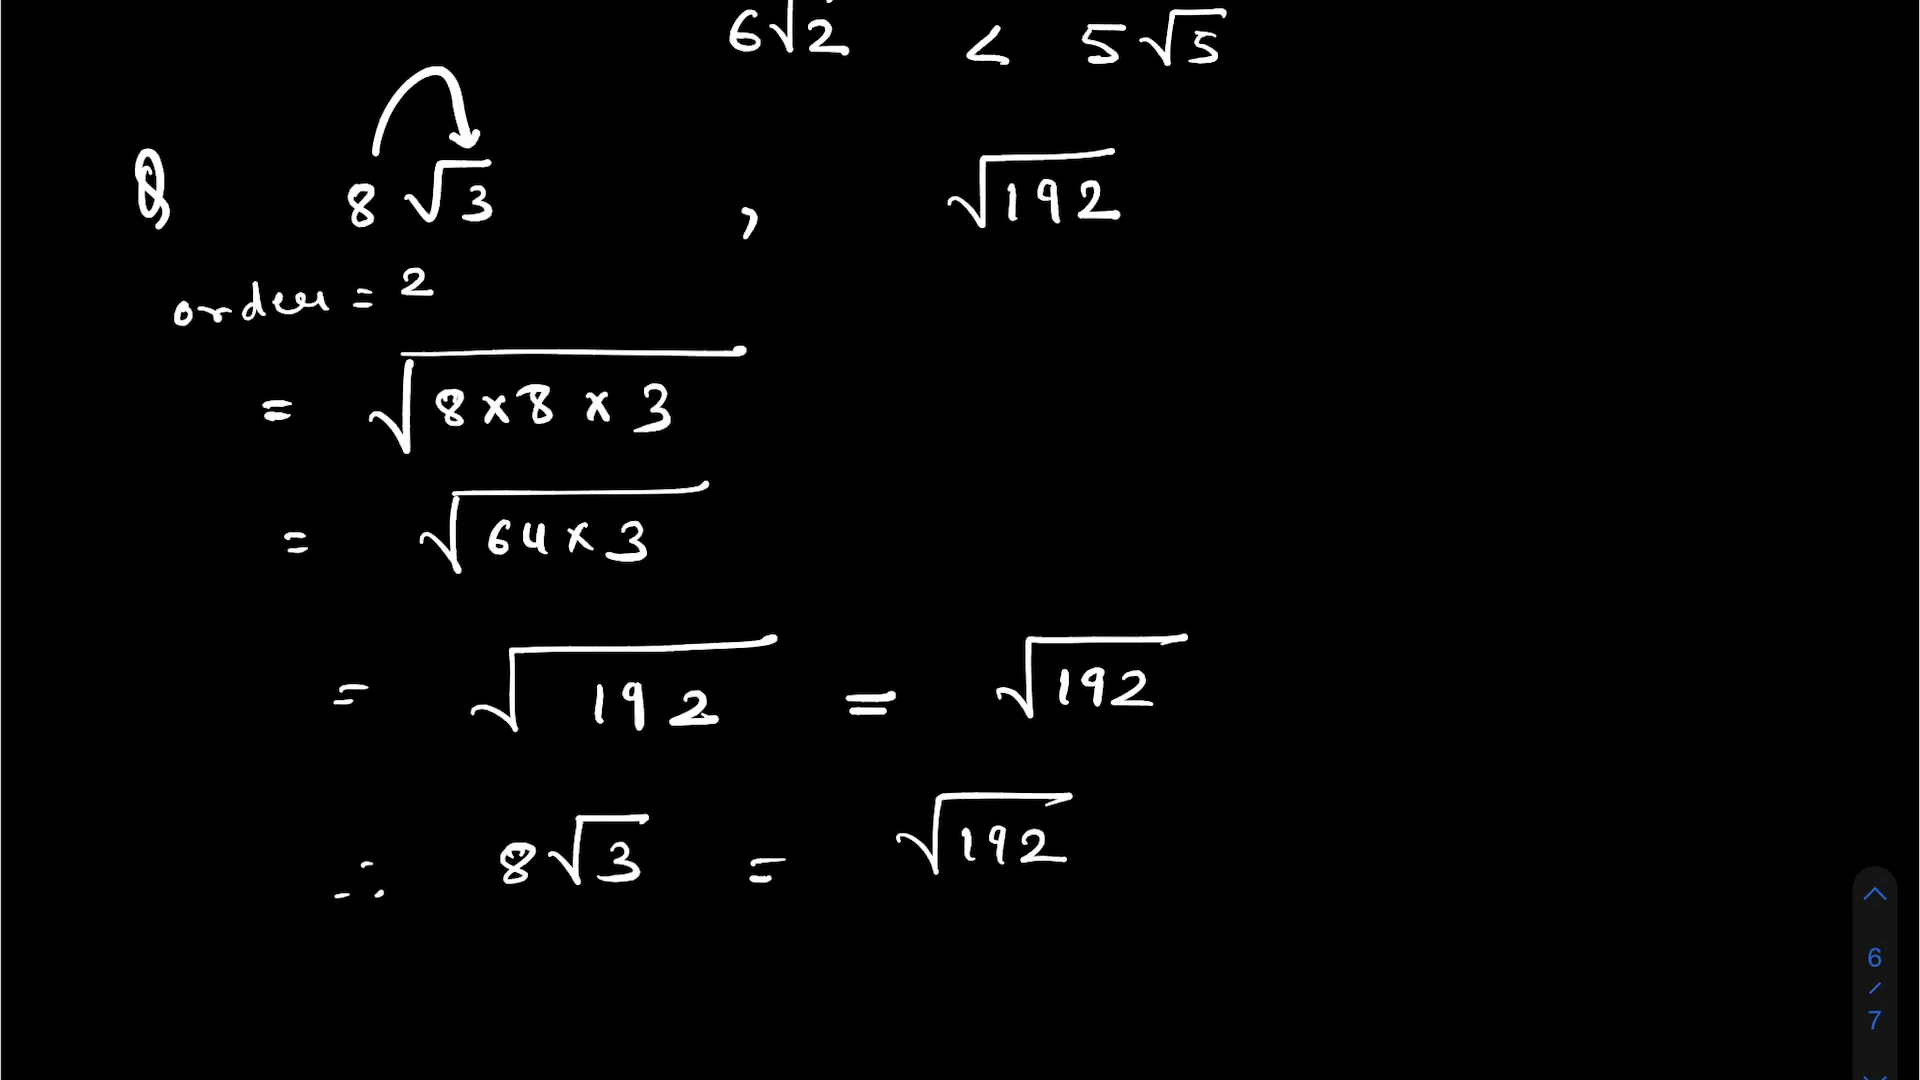 6√2 < 5√5
Q 8√3 , √192
order = 2
= √8×8×3
= √64×3
= √192 = √192
∴ 8√3 = √192
6
/
7